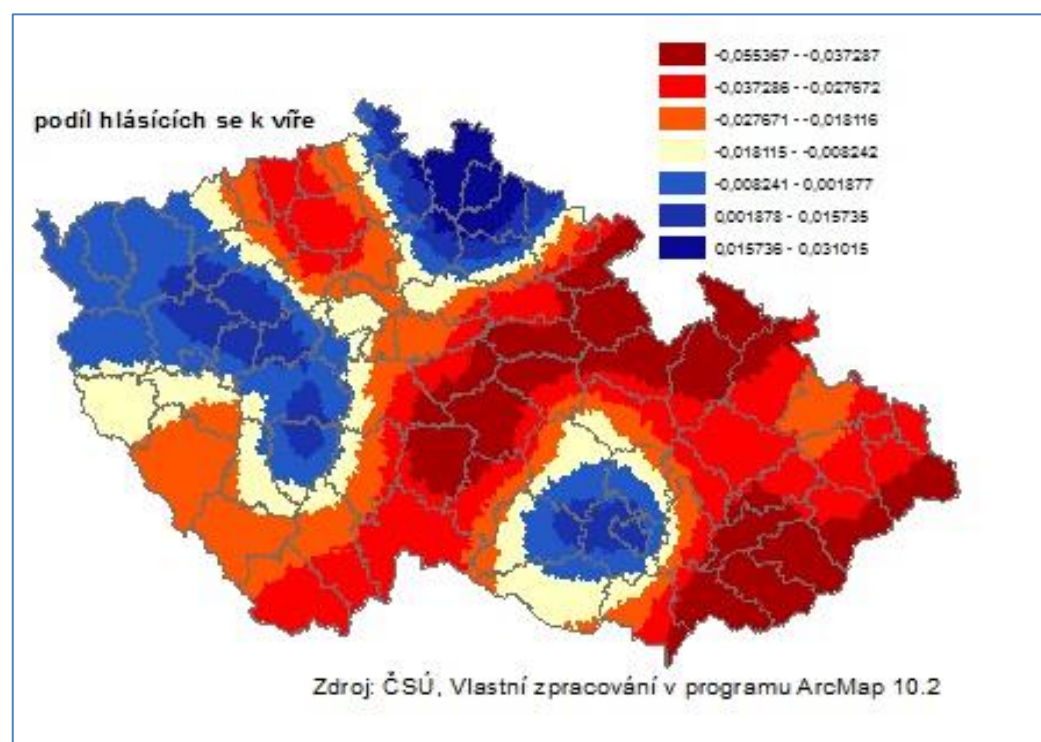 -0,055367 - -0,037287
-0,037286 - -0,027672
-0,027671 - -0,018116
-0,018115 - -0,008242
-0,008241 - 0,001877
0,001878 - 0,015735
0,015736 - 0,031015
podíl hlásících se k víře
Zdroj: ČSÚ, Vlastní zpracování v programu ArcMap 10.2